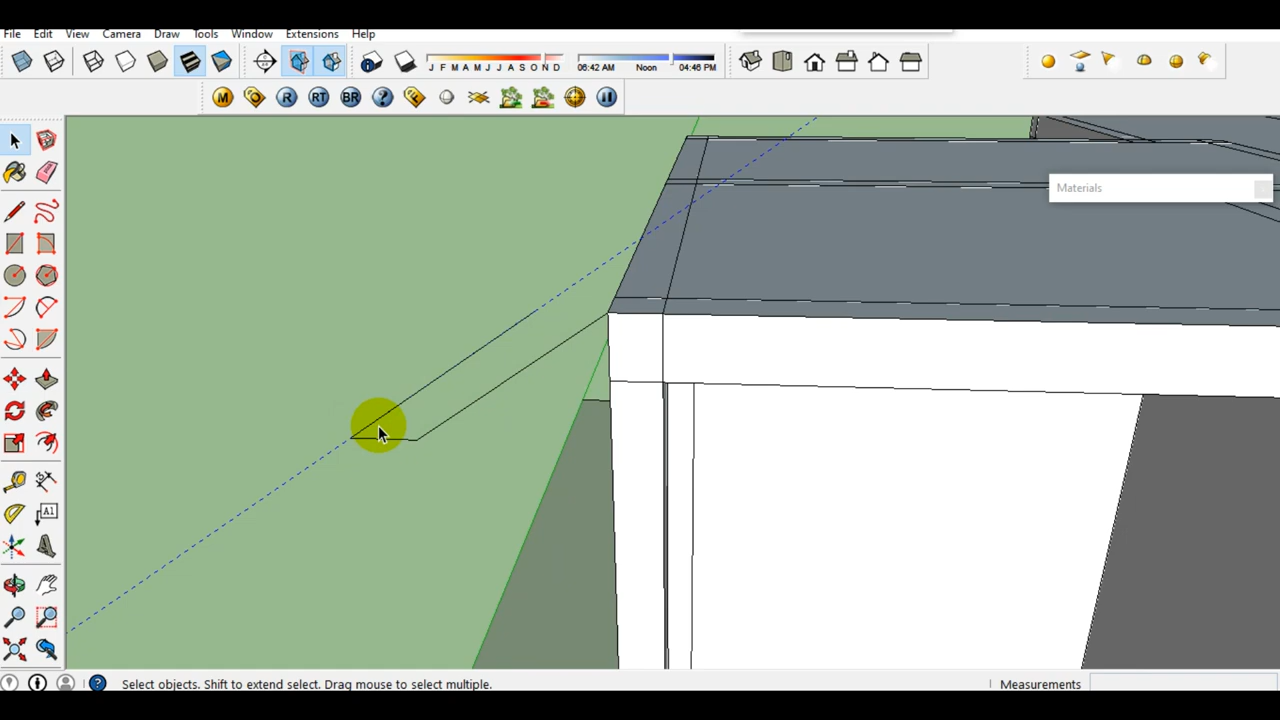 File Edit View Camera Draw Tools Window Extensions Help
J F M A M J J A S O N D 06:42 AM Noon 04:46 PM
M R RT BR ?
Materials
A1
Select objects. Shift to extend select. Drag mouse to select multiple. Measurements